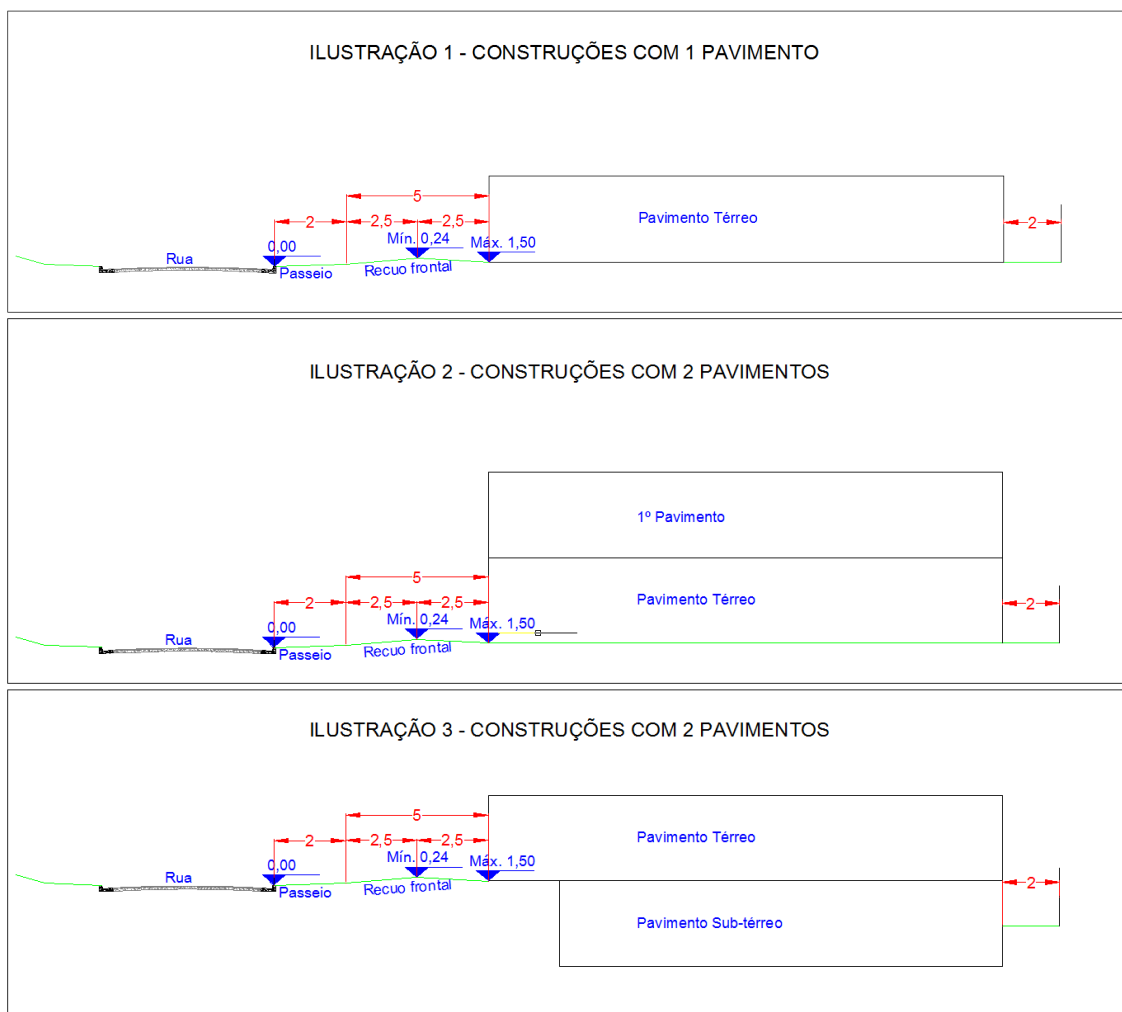 ILUSTRAÇÃO 1 - CONSTRUÇÕES COM 1 PAVIMENTO
5
Pavimento Térreo
2 2,5 2,5 2
0,00 Mín. 0,24 Máx. 1,50
Rua Passeio Recuo frontal
ILUSTRAÇÃO 2 - CONSTRUÇÕES COM 2 PAVIMENTOS
1º Pavimento
5
Pavimento Térreo
2 2,5 2,5 2
0,00 Mín. 0,24 Máx. 1,50
Rua Passeio Recuo frontal
ILUSTRAÇÃO 3 - CONSTRUÇÕES COM 2 PAVIMENTOS
5
Pavimento Térreo
2 2,5 2,5
0,00 Mín. 0,24 Máx. 1,50
Rua Passeio Recuo frontal 2
Pavimento Sub-térreo